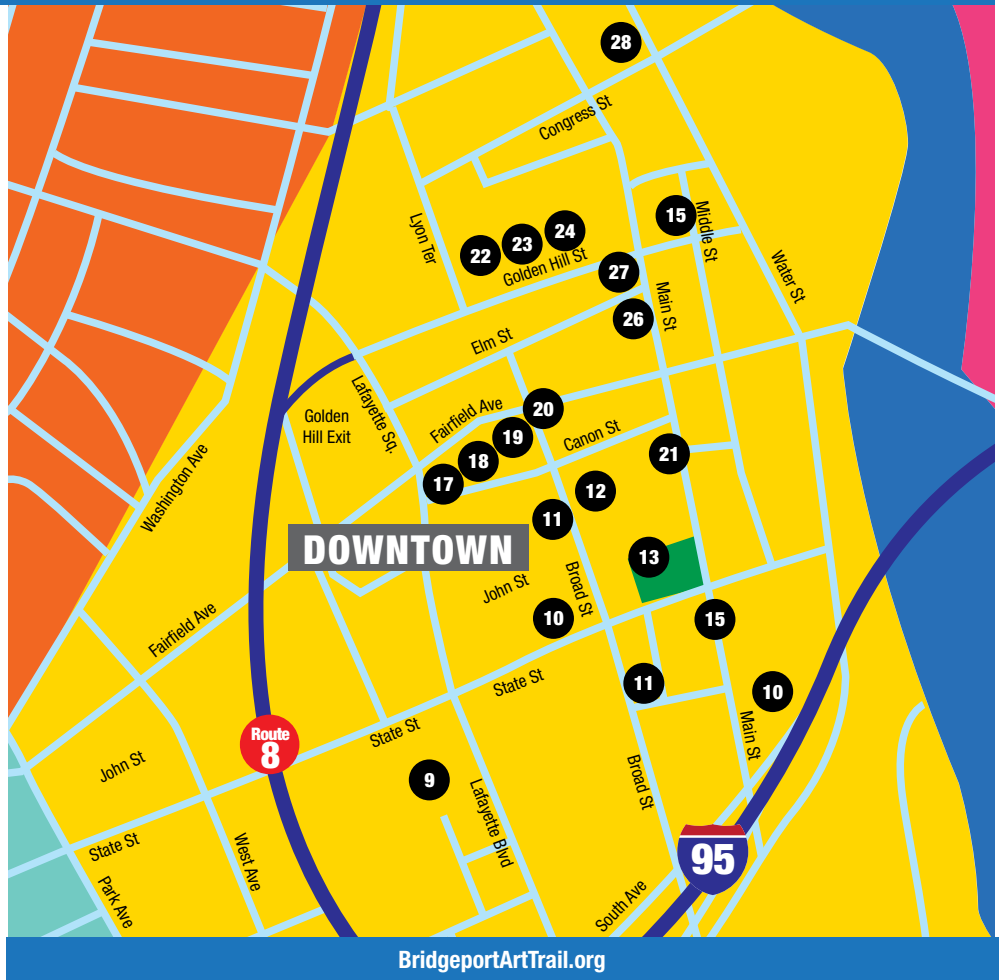 28
Congress St
15
Middle St
Lyon Ter
22
23
24
Golden Hill St
27
Water St
Main St
26
Elm St
Lafayette Sq.
Golden
Hill Exit
Fairfield Ave
20
19
18
17
Canon St
21
12
11
Washington Ave
DOWNTOWN
13
John St
Broad St
10
15
Fairfield Ave
State St
11
10
Route
8
State St
Main St
John St
9
Lafayette Blvd
Broad St
State St
West Ave
95
Park Ave
South Ave
BridgeportArtTrail.org